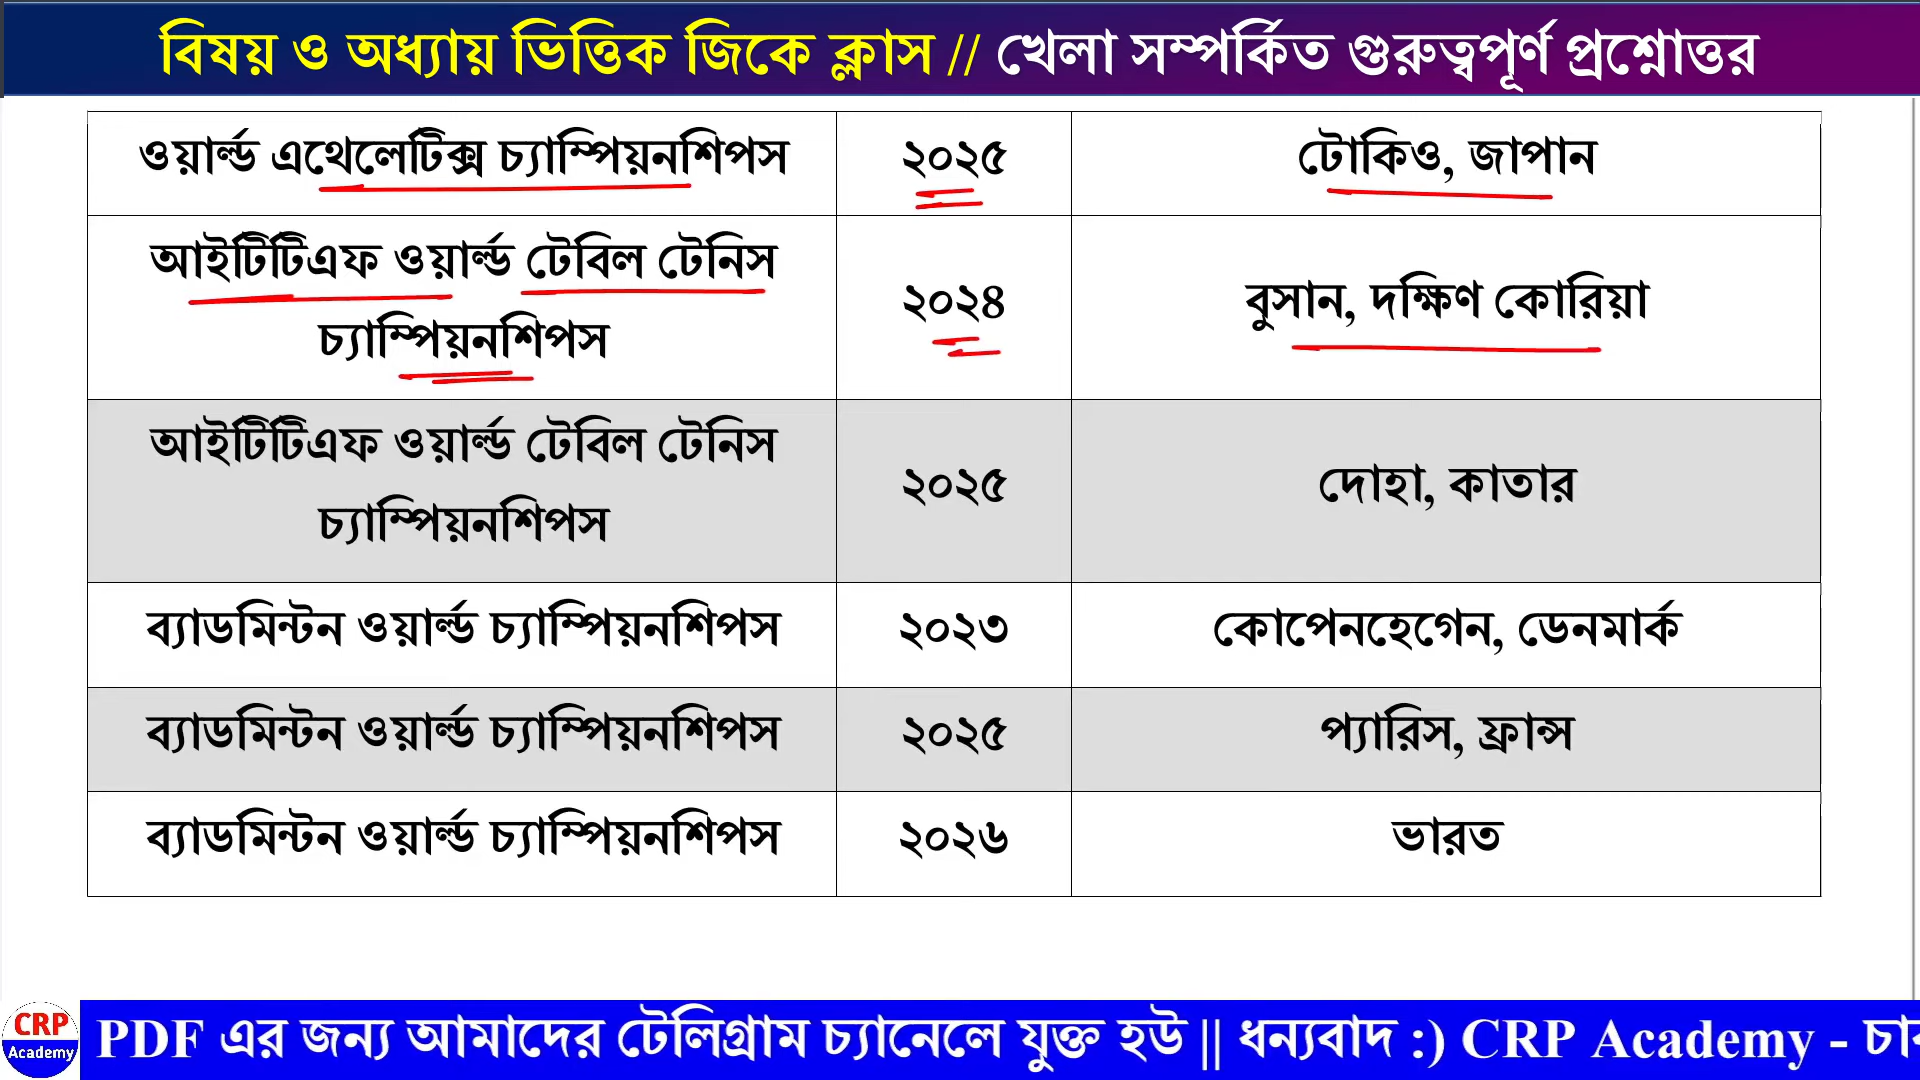 বিষয় ও অধ্যায় ভিত্তিক জিকে ক্লাস // খেলা সম্পর্কিত গুরুত্বপূর্ণ প্রশ্নোত্তর
ওয়ার্ল্ড এথেলেটিক্স চ্যাম্পিয়নশিপস ২০২৫ টোকিও, জাপান
আইটিটিএফ ওয়ার্ল্ড টেবিল টেনিস
চ্যাম্পিয়নশিপস ২০২৪ বুসান, দক্ষিণ কোরিয়া
আইটিটিএফ ওয়ার্ল্ড টেবিল টেনিস
চ্যাম্পিয়নশিপস ২০২৫ দোহা, কাতার
ব্যাডমিন্টন ওয়ার্ল্ড চ্যাম্পিয়নশিপস ২০২৩ কোপেনহেগেন, ডেনমার্ক
ব্যাডমিন্টন ওয়ার্ল্ড চ্যাম্পিয়নশিপস ২০২৫ প্যারিস, ফ্রান্স
ব্যাডমিন্টন ওয়ার্ল্ড চ্যাম্পিয়নশিপস ২০২৬ ভারত
CRP
Academy
PDF এর জন্য আমাদের টেলিগ্রাম চ্যানেলে যুক্ত হউ || ধন্যবাদ :) CRP Academy -